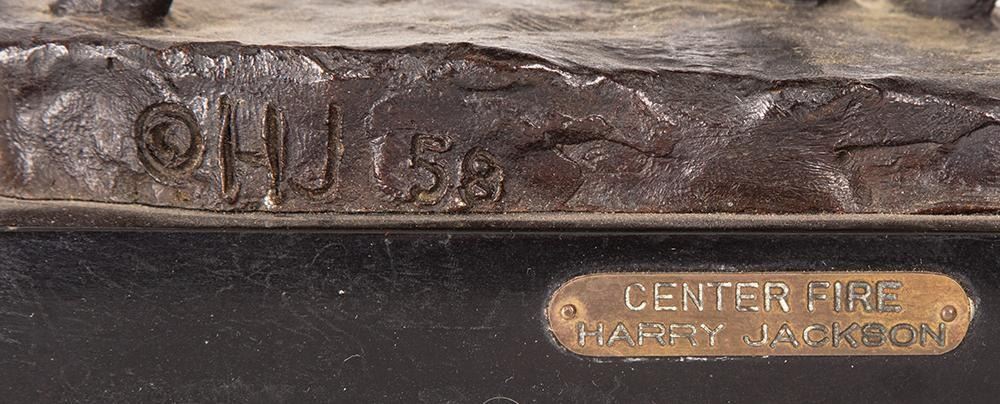 ©HJ 58
CENTER FIRE
HARRY JACKSON